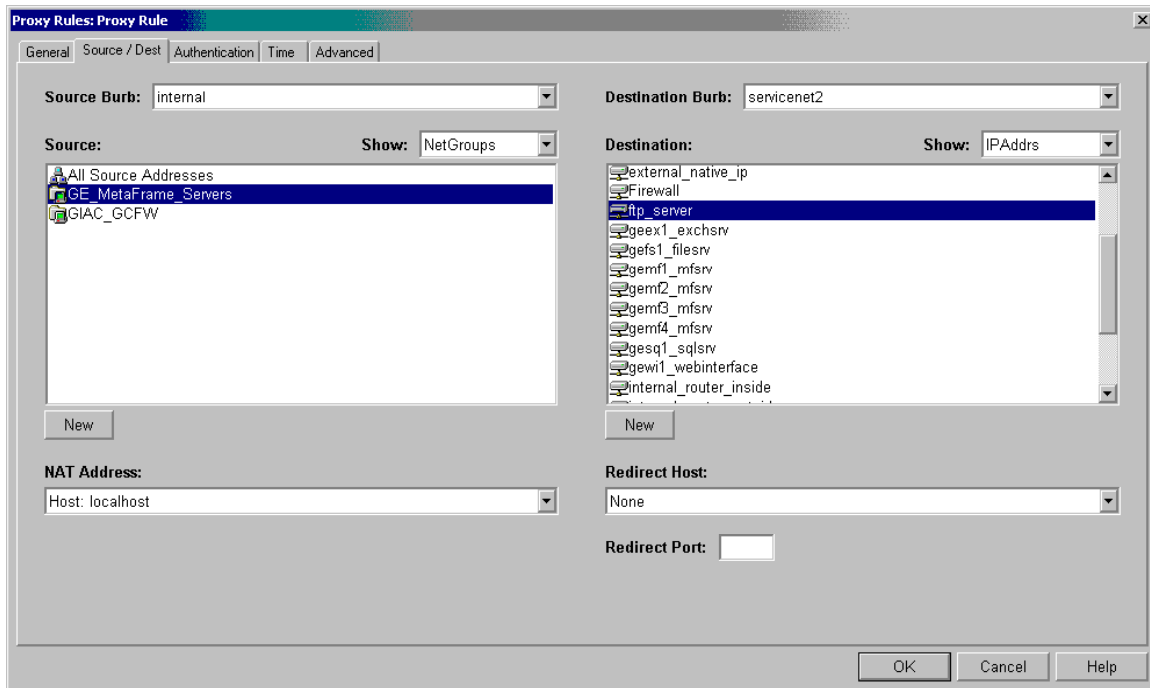 Proxy Rules: Proxy Rule
General Source / Dest Authentication Time Advanced
Source Burb: internal
Destination Burb: servicenet2
Source: Show: NetGroups
Destination: Show: IPAddrs
All Source Addresses
GE_MetaFrame_Servers
GIAC_GCFW
external_native_ip
Firewall
ftp_server
geex1_exchsrv
gefs1_filesrv
gemf1_mfsrv
gemf2_mfsrv
gemf3_mfsrv
gemf4_mfsrv
gesq1_sqlsrv
gewi1_webinterface
internal_router_inside
New
New
NAT Address:
Host: localhost
Redirect Host:
None
Redirect Port:
OK Cancel Help